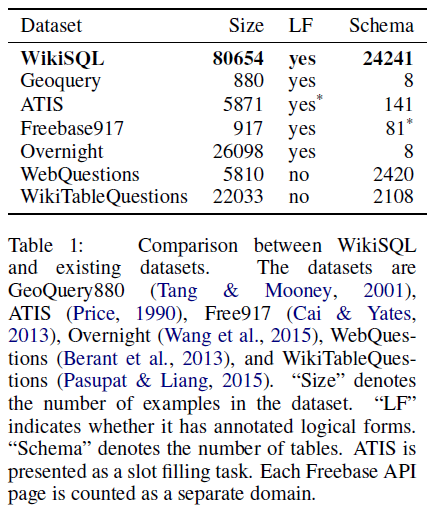 Dataset Size LF Schema
WikiSQL 80654 yes 24241
Geoquery 880 yes 8
ATIS 5871 yes* 141
Freebase917 917 yes 81*
Overnight 26098 yes 8
WebQuestions 5810 no 2420
WikiTableQuestions 22033 no 2108
Table 1: Comparison between WikiSQL
and existing datasets. The datasets are
GeoQuery880 (Tang & Mooney, 2001),
ATIS (Price, 1990), Free917 (Cai & Yates,
2013), Overnight (Wang et al., 2015), WebQues-
tions (Berant et al., 2013), and WikiTableQues-
tions (Pasupat & Liang, 2015). “Size” denotes
the number of examples in the dataset. “LF”
indicates whether it has annotated logical forms.
“Schema” denotes the number of tables. ATIS is
presented as a slot filling task. Each Freebase API
page is counted as a separate domain.